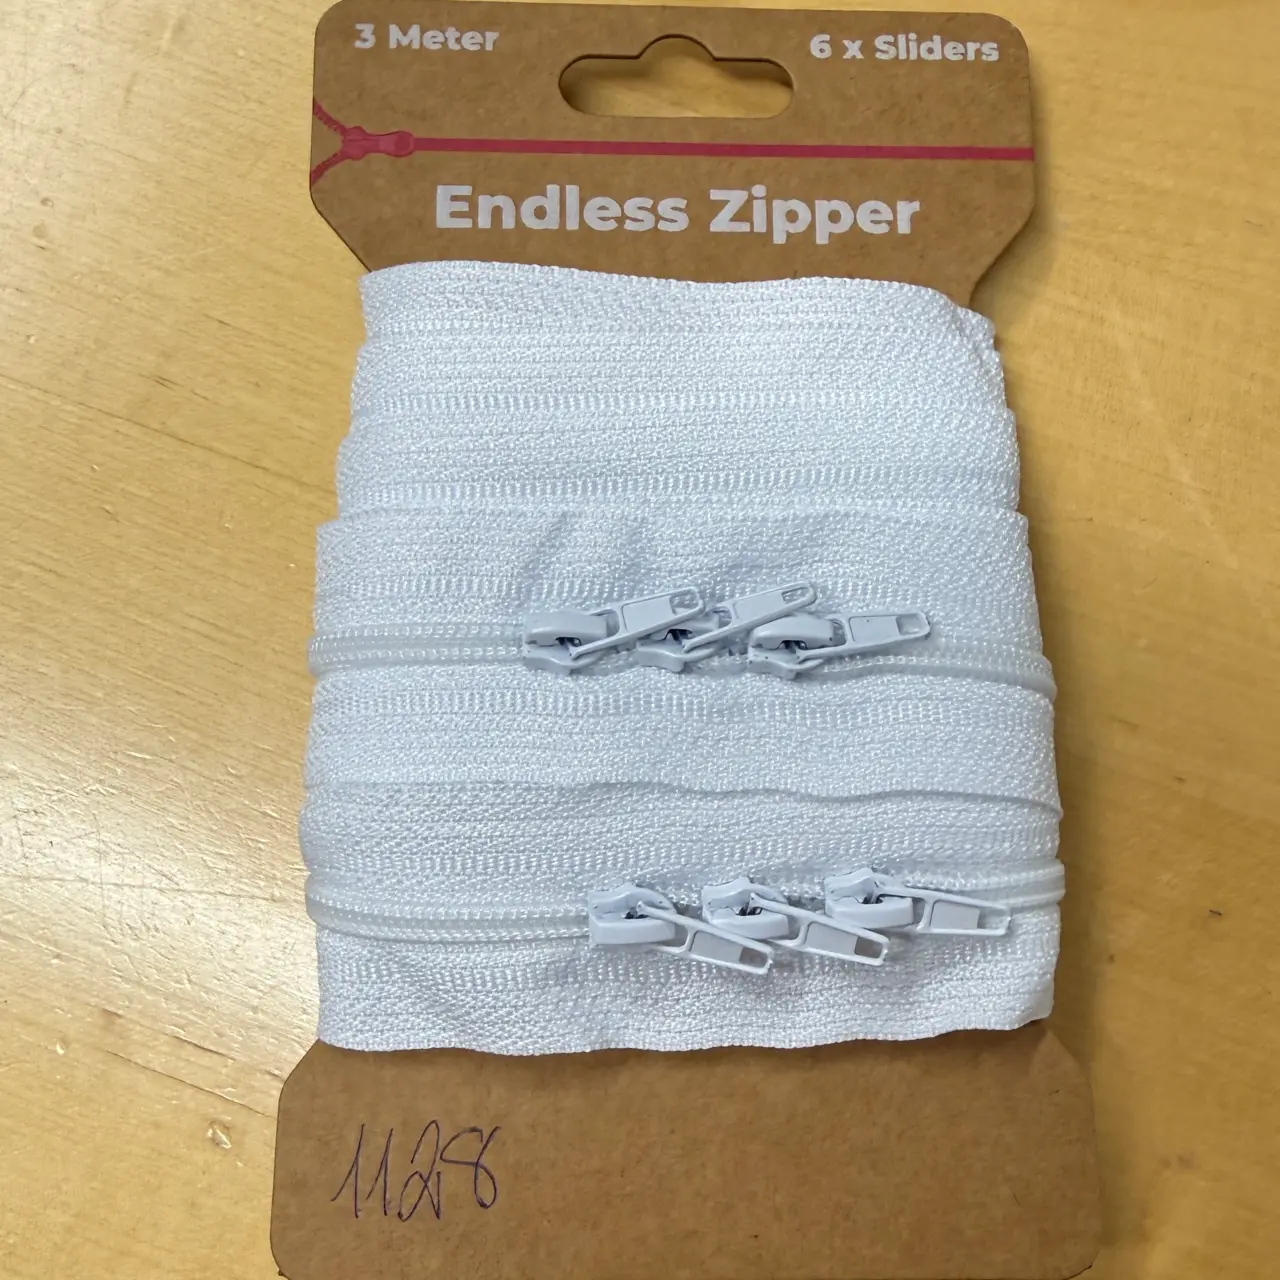 3 Meter
6 x Sliders
Endless Zipper
1128